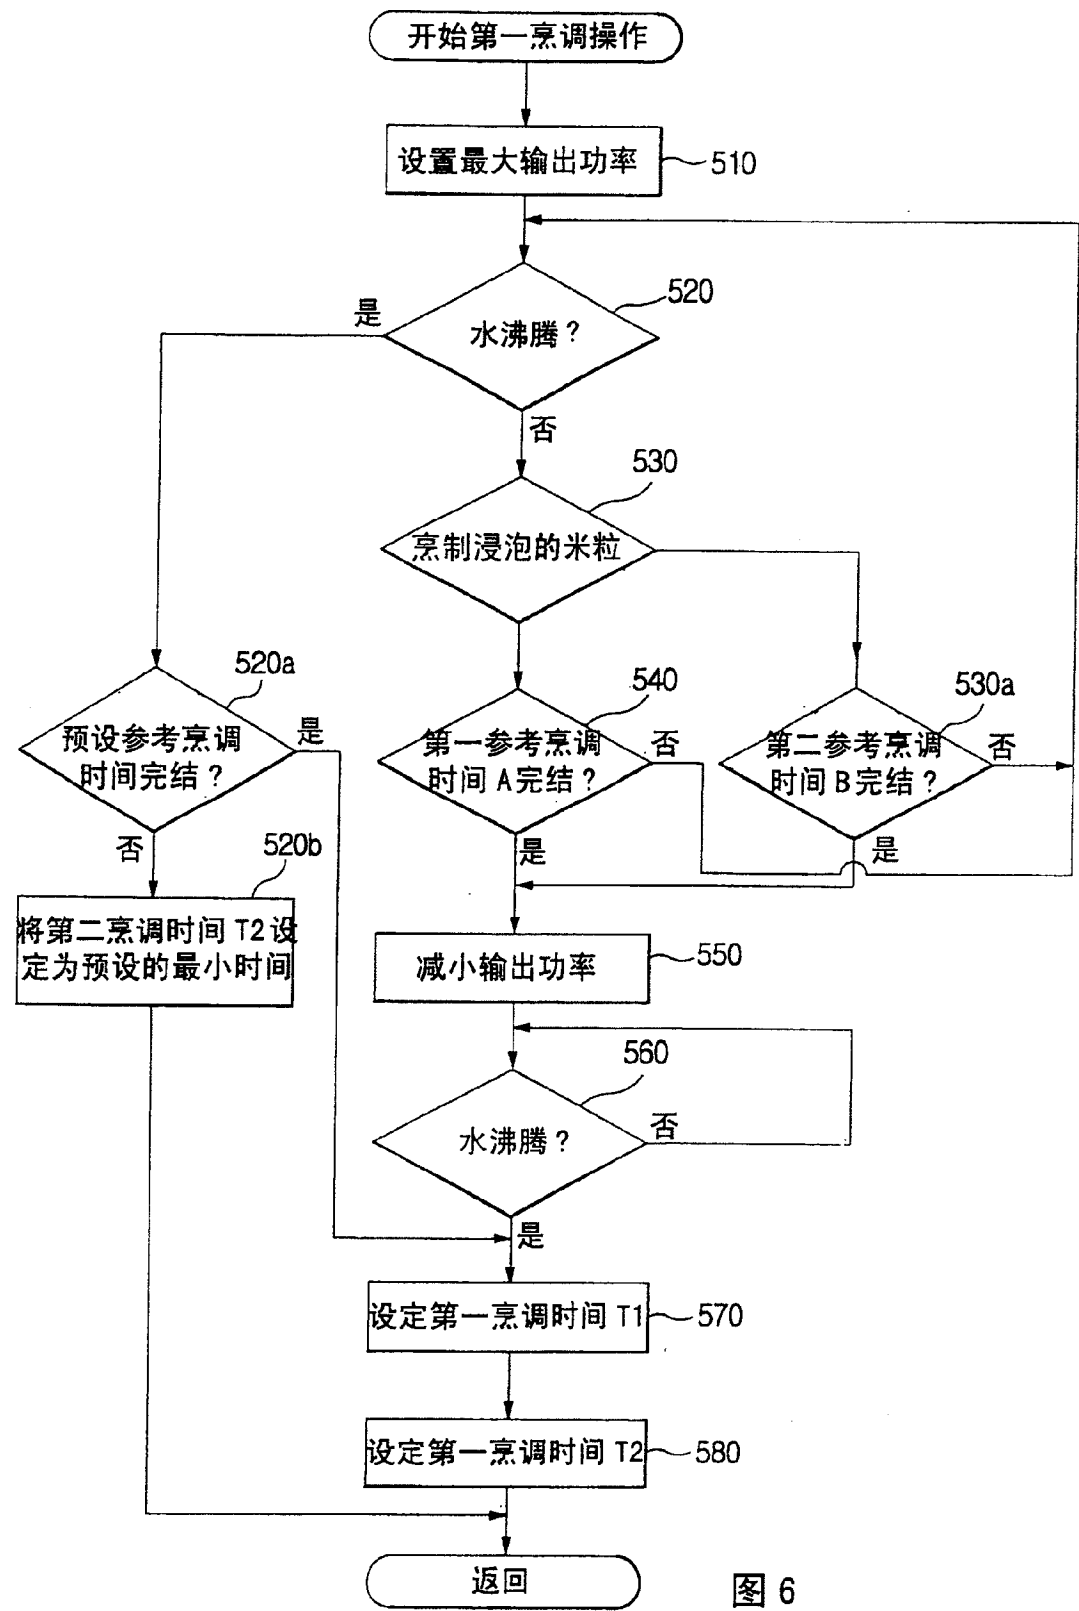 开始第一烹调操作
设置最大输出功率
510
520
是
水沸腾？
否
530
烹制浸泡的米粒
520a
预设参考烹调
时间完结？
是
否
540
第一参考烹调
时间A完结？
否
是
530a
第二参考烹调
时间B完结？
否
是
520b
将第二烹调时间T2设
定为预设的最小时间
减小输出功率
550
560
水沸腾？
否
是
设定第一烹调时间 T1
570
设定第一烹调时间 T2
580
返回
图 6